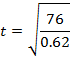 t = √(76/0.62)